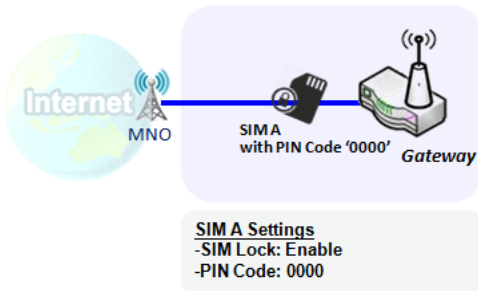 Internet
MNO
SIM A
with PIN Code ‘0000’
Gateway
SIM A Settings
-SIM Lock: Enable
-PIN Code: 0000